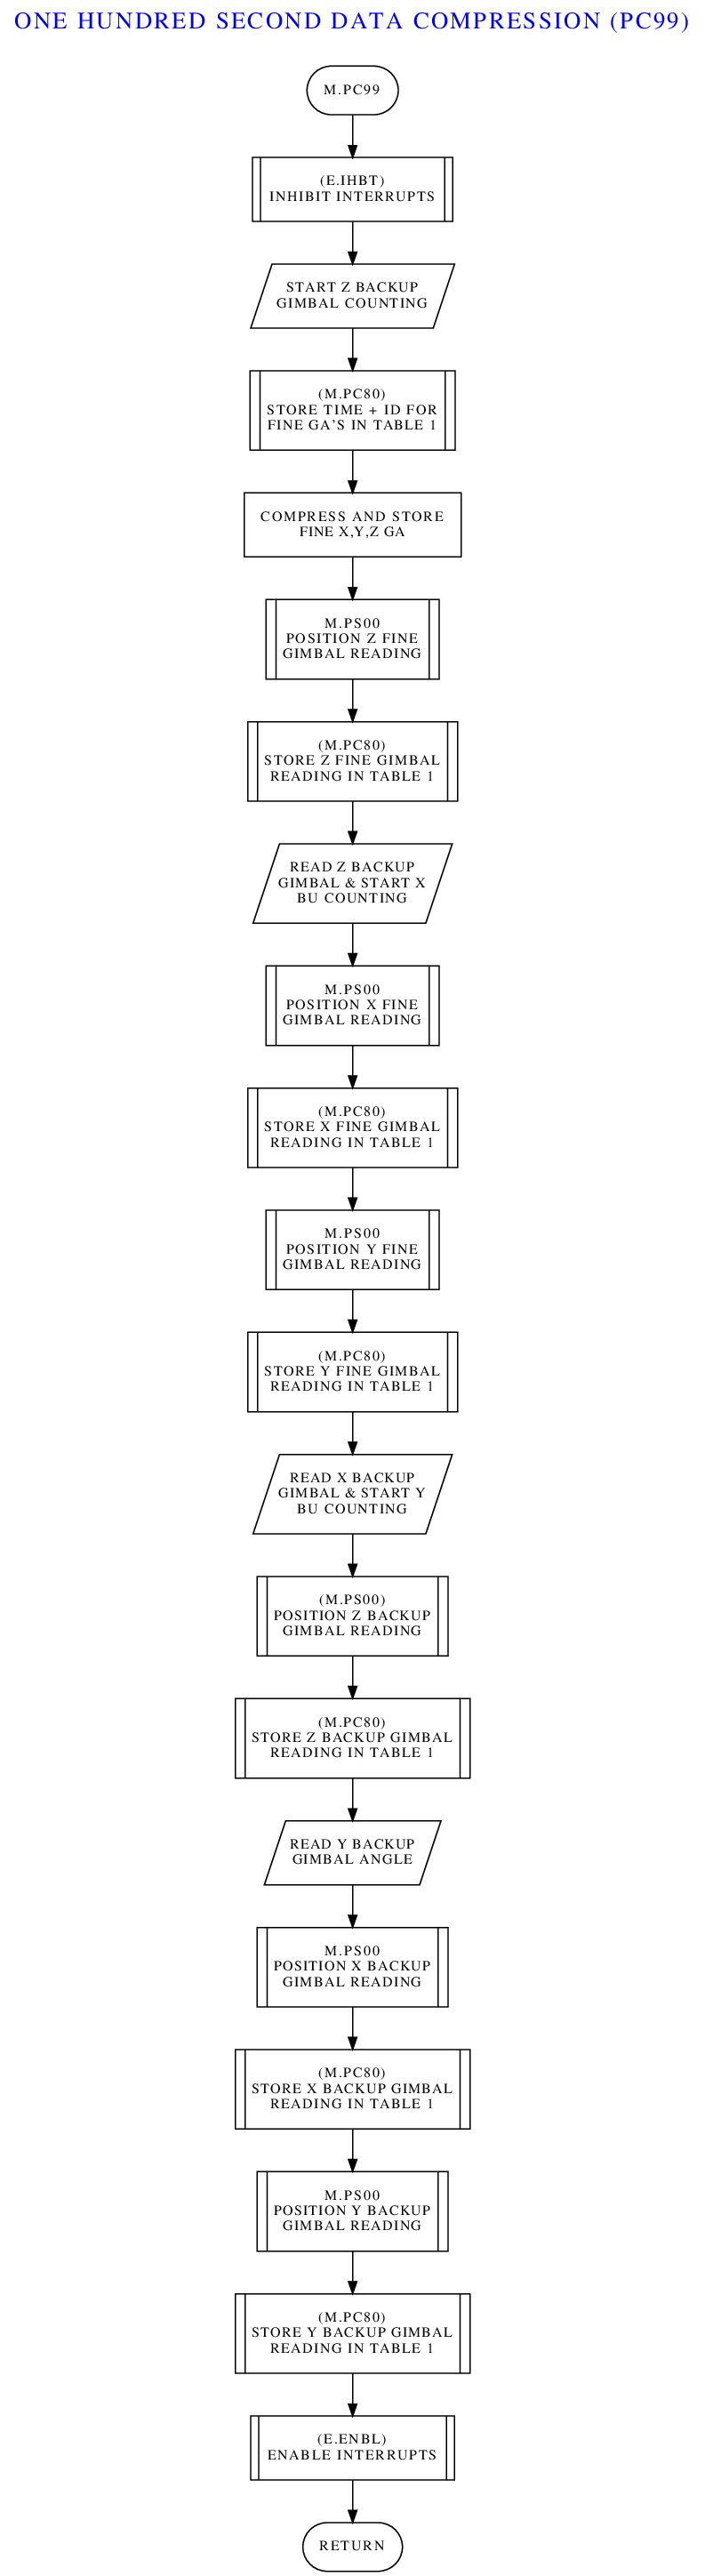 ONE HUNDRED SECOND DATA COMPRESSION (PC99)
M.PC99
(E.IHBT)
INHIBIT INTERRUPTS
START Z BACKUP
GIMBAL COUNTING
(M.PC80)
STORE TIME + ID FOR
FINE GA'S IN TABLE 1
COMPRESS AND STORE
FINE X,Y,Z GA
M.PS00
POSITION Z FINE
GIMBAL READING
(M.PC80)
STORE Z FINE GIMBAL
READING IN TABLE 1
READ Z BACKUP
GIMBAL & START X
BU COUNTING
M.PS00
POSITION X FINE
GIMBAL READING
(M.PC80)
STORE X FINE GIMBAL
READING IN TABLE 1
M.PS00
POSITION Y FINE
GIMBAL READING
(M.PC80)
STORE Y FINE GIMBAL
READING IN TABLE 1
READ X BACKUP
GIMBAL & START Y
BU COUNTING
(M.PS00)
POSITION Z BACKUP
GIMBAL READING
(M.PC80)
STORE Z BACKUP GIMBAL
READING IN TABLE 1
READ Y BACKUP
GIMBAL ANGLE
M.PS00
POSITION X BACKUP
GIMBAL READING
(M.PC80)
STORE X BACKUP GIMBAL
READING IN TABLE 1
M.PS00
POSITION Y BACKUP
GIMBAL READING
(M.PC80)
STORE Y BACKUP GIMBAL
READING IN TABLE 1
(E.ENBL)
ENABLE INTERRUPTS
RETURN